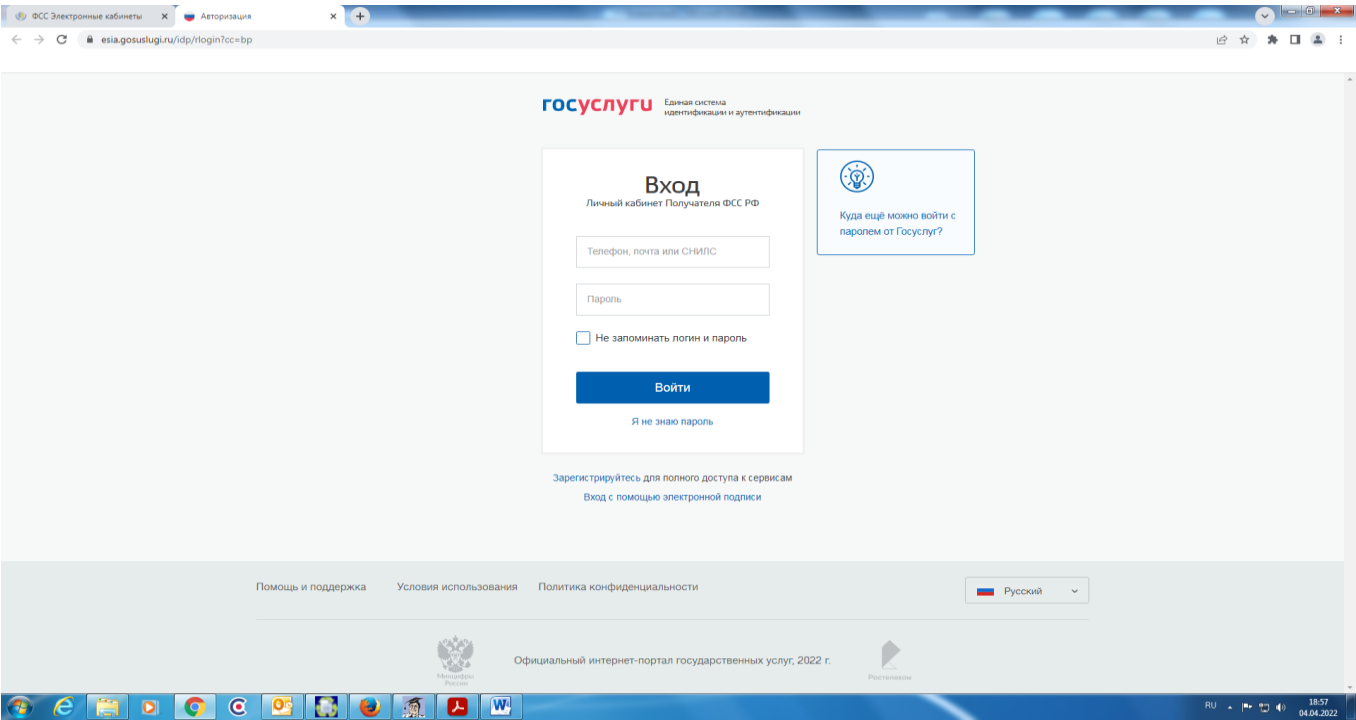 ФСС Электронные кабинеты
Авторизация
esia.gosuslugi.ru/idp/rlogin?cc=bp
госуслуги
Единая система
идентификации и аутентификации
Вход
Личный кабинет Получателя ФСС РФ
Телефон, почта или СНИЛС
Пароль
Не запоминать логин и пароль
Войти
Я не знаю пароль
Куда ещё можно войти с
паролем от Госуслуг?
Зарегистрируйтесь для полного доступа к сервисам
Вход с помощью электронной подписи
Помощь и поддержка
Условия использования
Политика конфиденциальности
Русский
Минцифры
России
Официальный интернет-портал государственных услуг, 2022 г.
Ростелеком
RU
18:57
04.04.2022